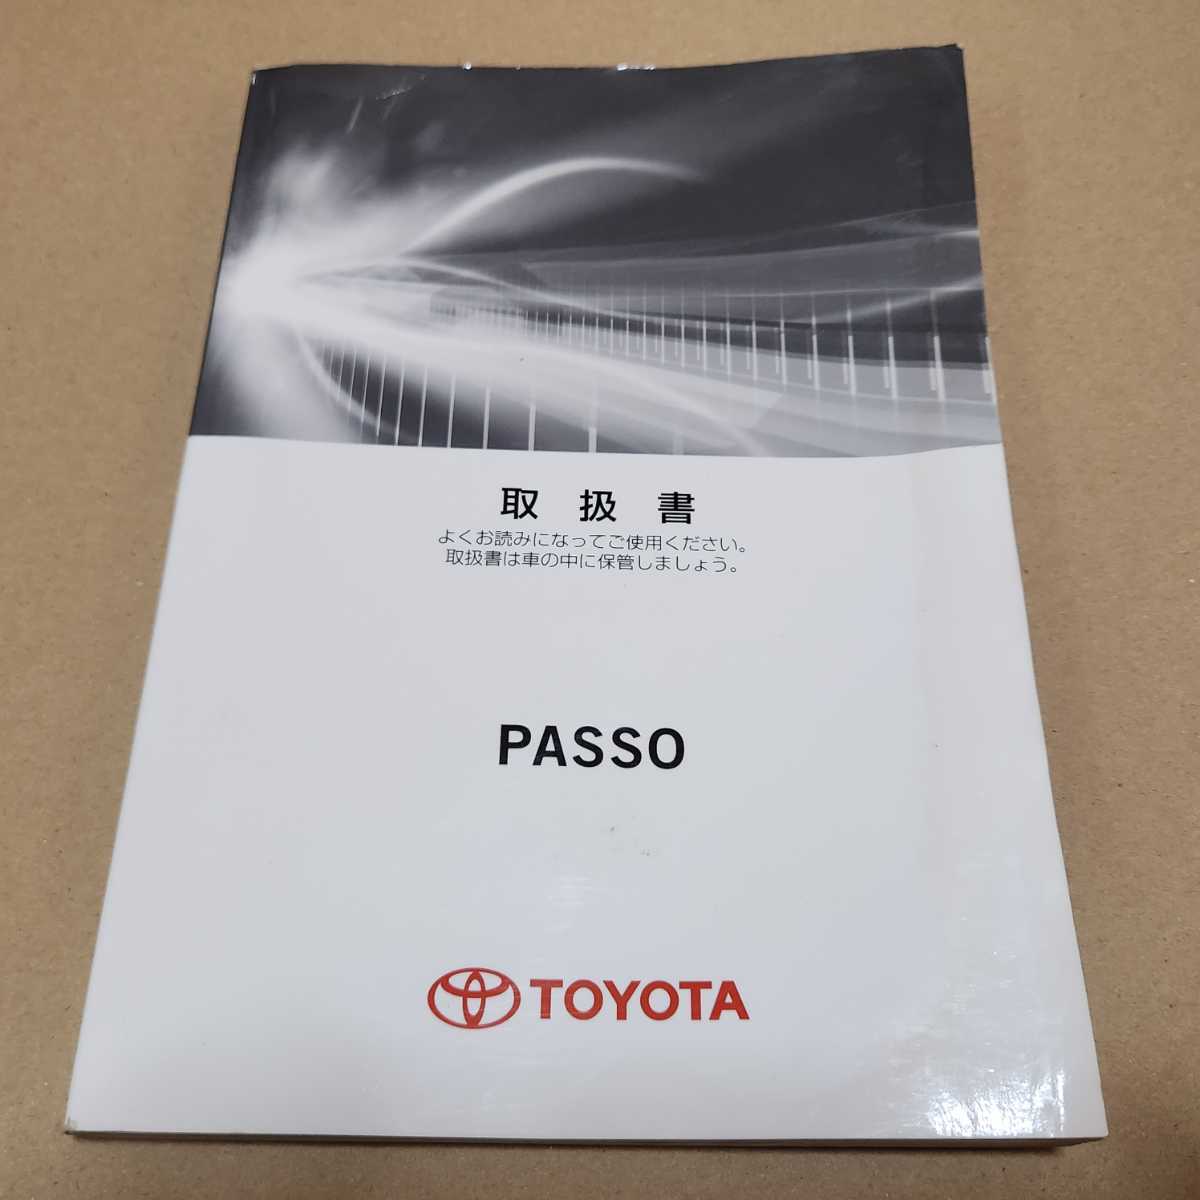 取扱書
よくお読みになってご使用ください。
取扱書は車の中に保管しましょう。
PASSO
TOYOTA